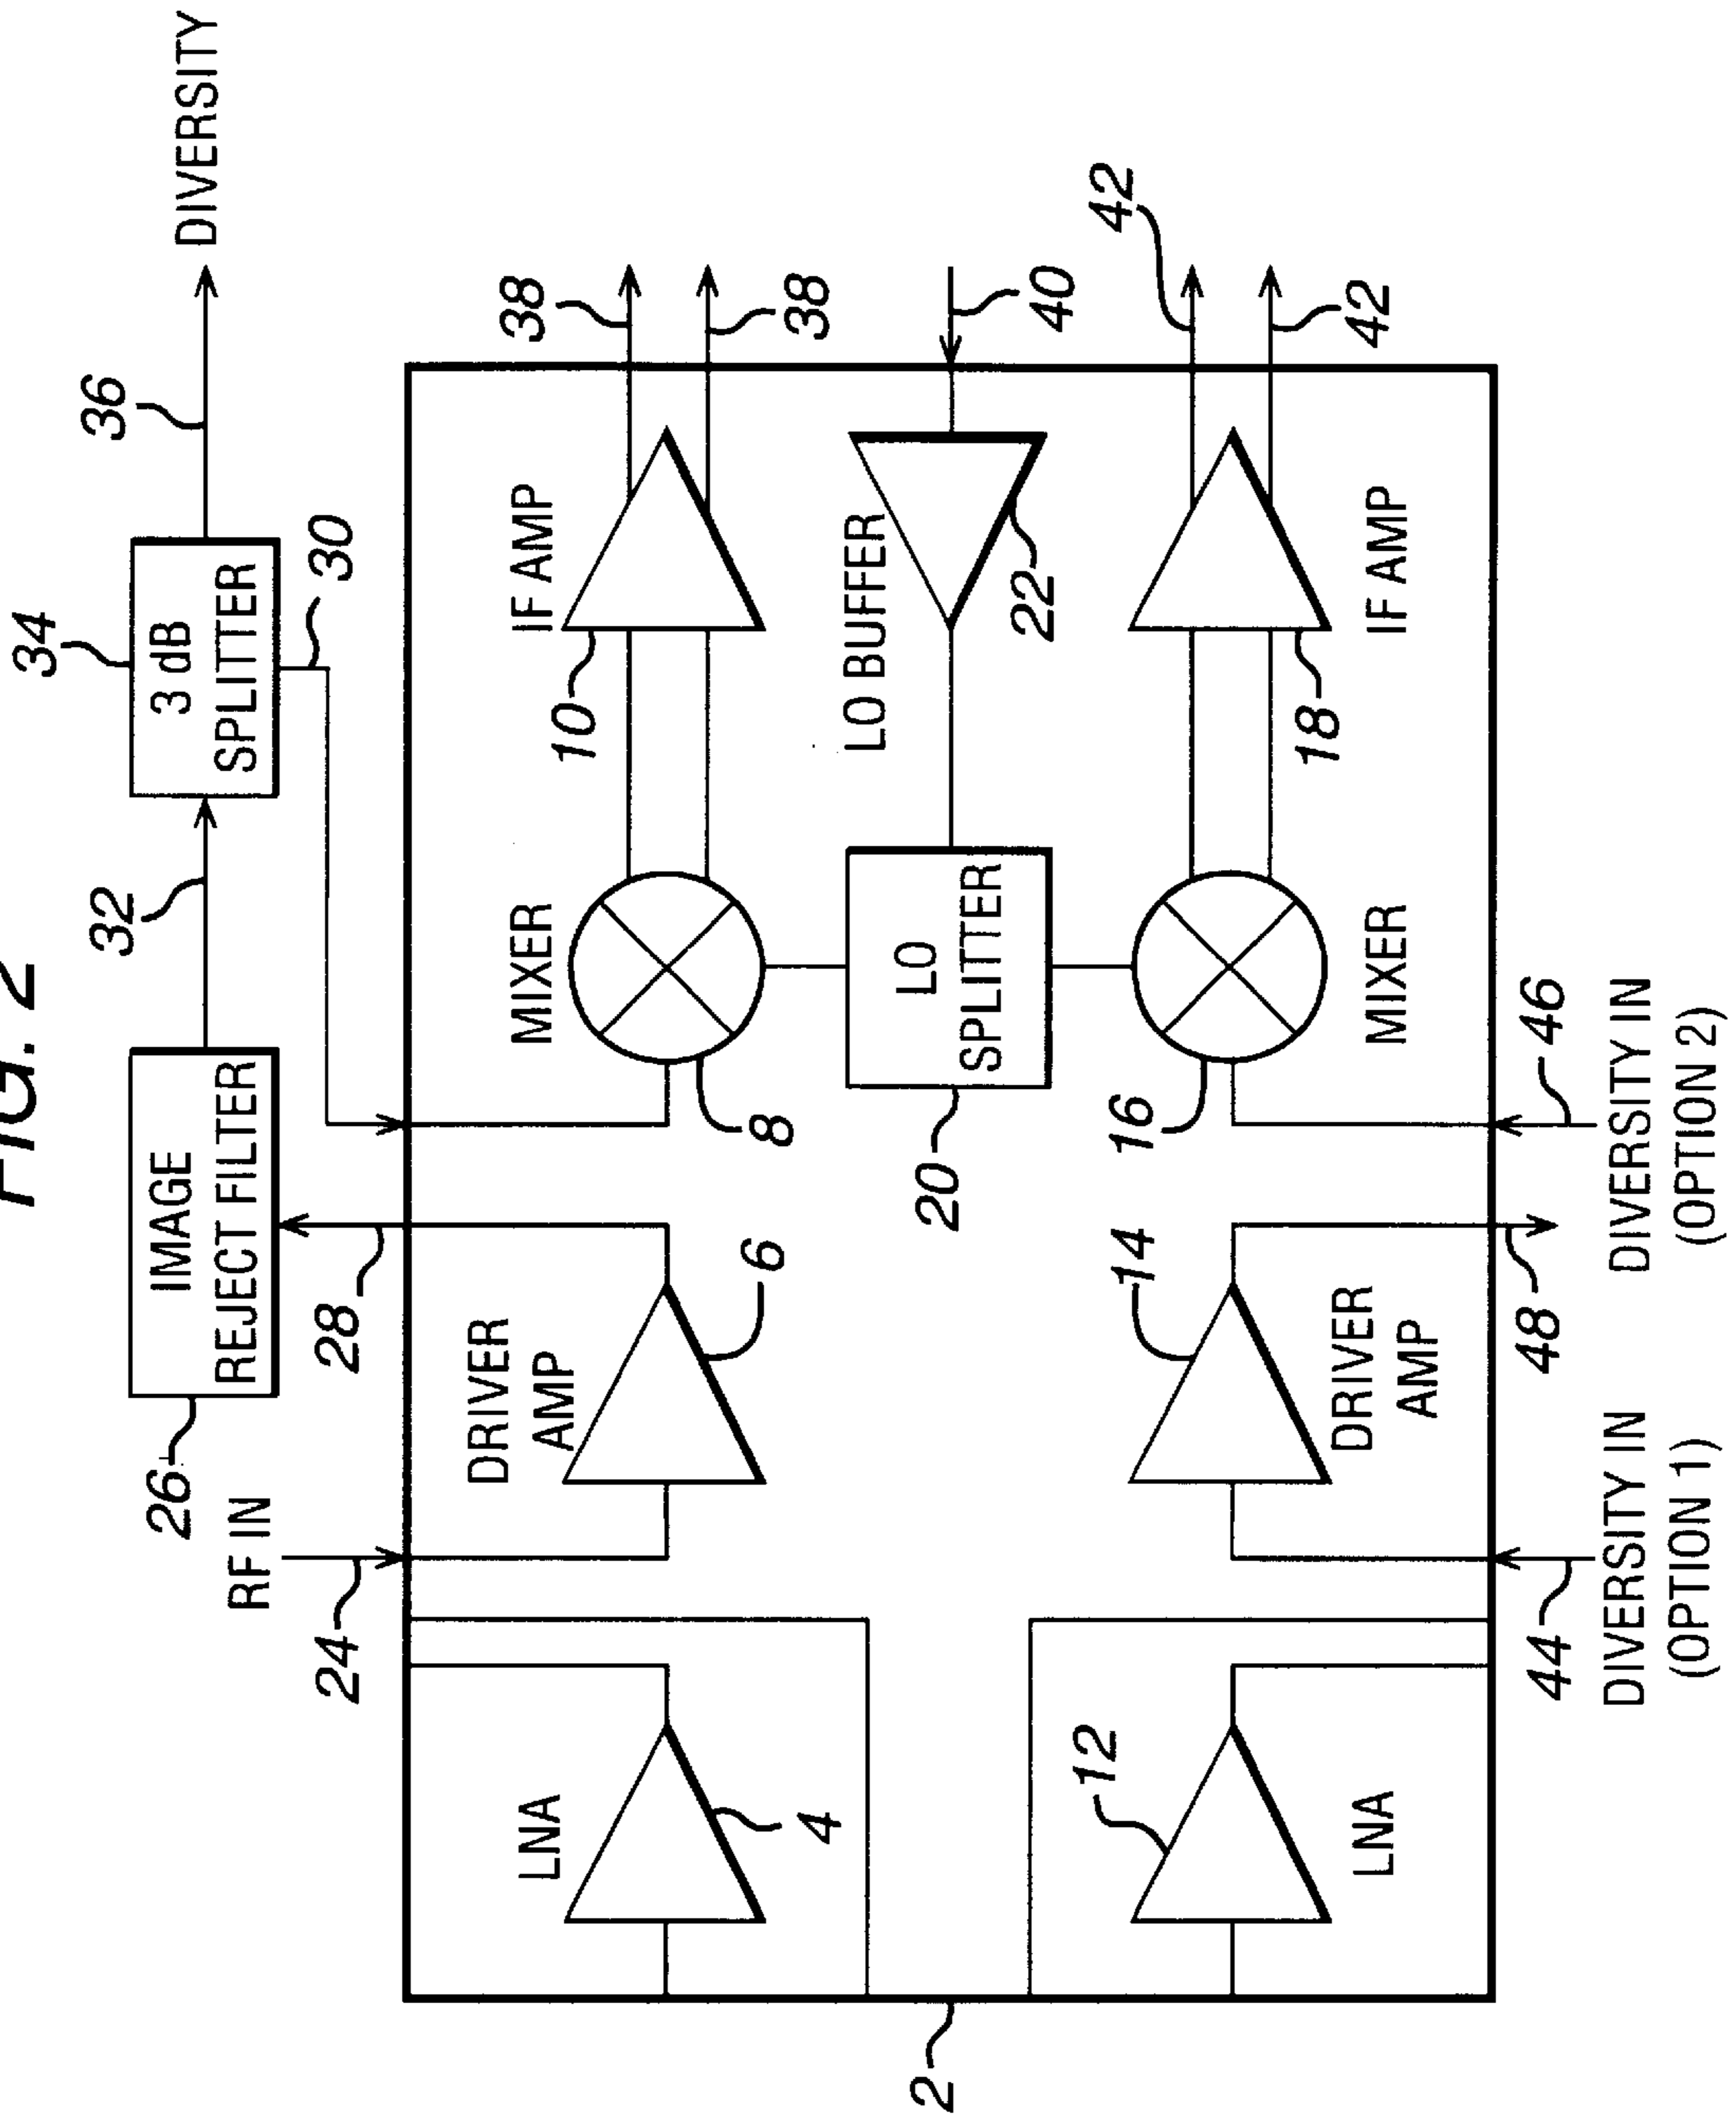 FIG. 2
34
36
32
26
IMAGE
REJECT FILTER
3 dB
SPLITTER
DIVERSITY
RF IN
24
28
30
38
38
LNA
4
DRIVER
AMP
6
MIXER
8
IF AMP
10
2
20
LO
SPLITTER
LO BUFFER
22
40
12
14
16
42
18
LNA
DRIVER
AMP
MIXER
IF AMP
42
44
48
46
DIVERSITY IN
(OPTION 1)
DIVERSITY IN
(OPTION 2)